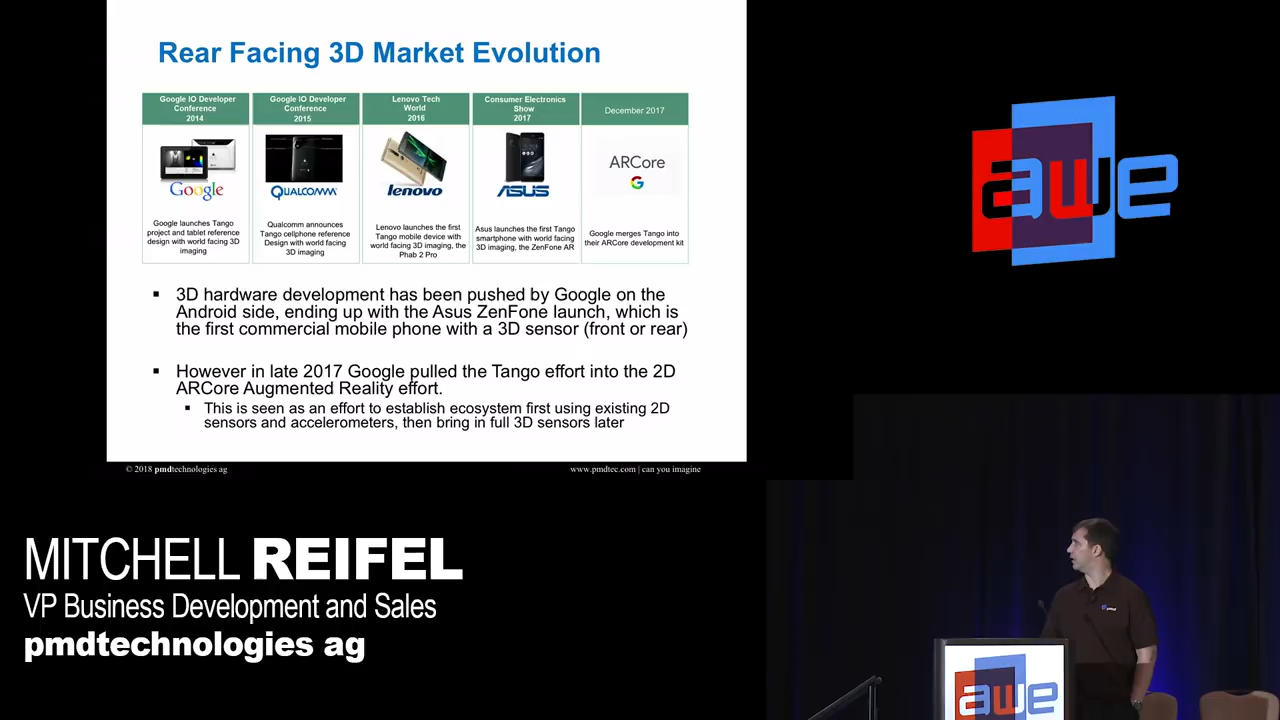 Rear Facing 3D Market Evolution
Google IO Developer
Conference
2014
Google
Google launches Tango
project and tablet reference
design with world facing 3D
imaging
Google IO Developer
Conference
2015
QUALCOMM
Qualcomm announces
Tango cellphone reference
Design with world facing
3D imaging
Lenovo Tech
World
2016
lenovo
Lenovo launches the first
Tango mobile device with
world facing 3D imaging, the
Phab 2 Pro
Consumer Electronics
Show
2017
ASUS
Asus launches the first Tango
smartphone with world facing
3D imaging, the ZenFone AR
December 2017
ARCore
G
Google merges Tango into
their ARCore development kit
▪ 3D hardware development has been pushed by Google on the
Android side, ending up with the Asus ZenFone launch, which is
the first commercial mobile phone with a 3D sensor (front or rear)
▪ However in late 2017 Google pulled the Tango effort into the 2D
ARCore Augmented Reality effort.
▪ This is seen as an effort to establish ecosystem first using existing 2D
sensors and accelerometers, then bring in full 3D sensors later
© 2018 pmdtechnologies ag
www.pmdtec.com | can you imagine
awe
MITCHELL REIFEL
VP Business Development and Sales
pmdtechnologies ag
pmd
awe